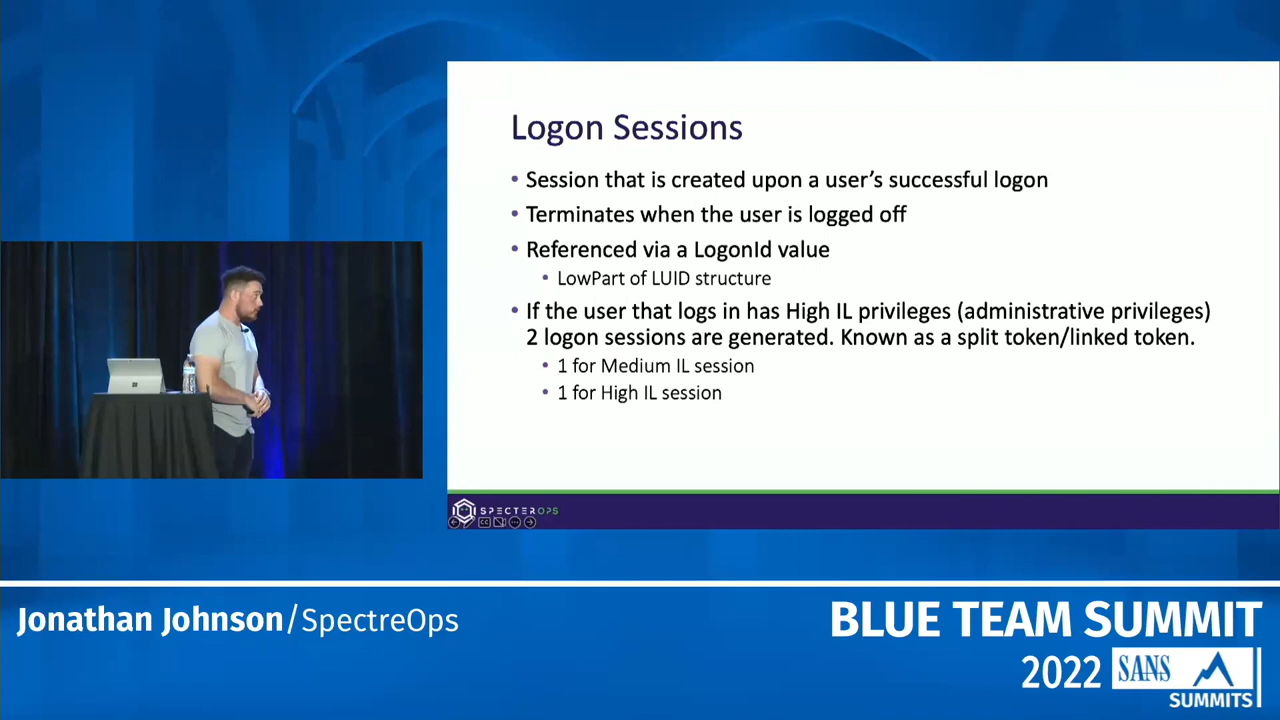 Logon Sessions
• Session that is created upon a user's successful logon
• Terminates when the user is logged off
• Referenced via a LogonId value
• LowPart of LUID structure
• If the user that logs in has High IL privileges (administrative privileges)
2 logon sessions are generated. Known as a split token/linked token.
• 1 for Medium IL session
• 1 for High IL session
SPECTEROPS
CC
Jonathan Johnson/SpectreOps
BLUE TEAM SUMMIT
2022 SANS
SUMMITS